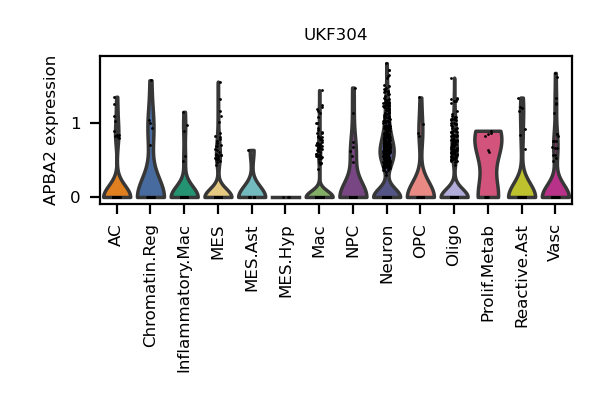 UKF304
APBA2 expression
1
0
AC
Chromatin.Reg
Inflammatory.Mac
MES
MES.Ast
MES.Hyp
Mac
NPC
Neuron
OPC
Oligo
Prolif.Metab
Reactive.Ast
Vasc